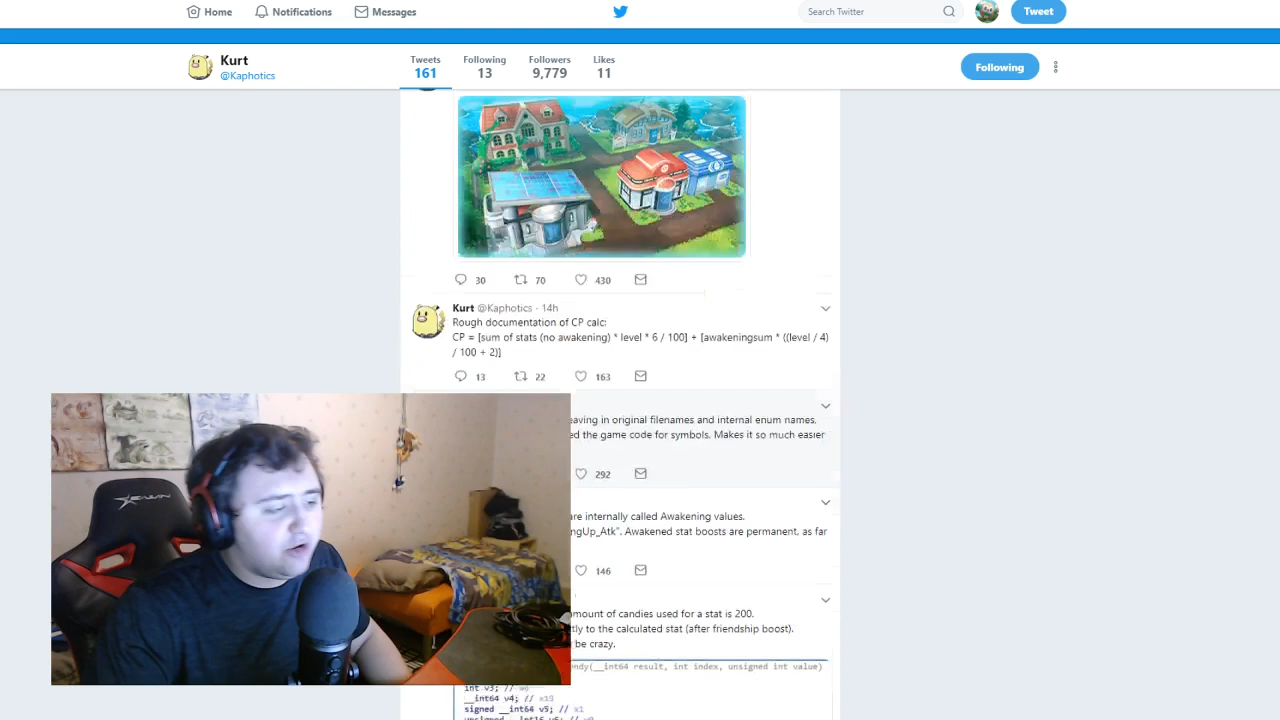 Home Notifications Messages Search Twitter Tweet
Kurt
@Kaphotics
Tweets Following Followers Likes
161 13 9,779 11
Following
30 70 430
Kurt @Kaphotics · 14h
Rough documentation of CP calc:
CP = [sum of stats (no awakening) * level * 6 / 100] + [awakeningsum * ((level / 4)
/ 100 + 2)]
13 22 163
eaving in original filenames and internal enum names.
ed the game code for symbols. Makes it so much easier
292
are internally called Awakening values.
ngUp_Atk". Awakened stat boosts are permanent, as far
146
amount of candies used for a stat is 200.
tly to the calculated stat (after friendship boost).
be crazy.
ndy(__int64 result, int index, unsigned int value)
int v3; //
__int64 v4; // x18
signed __int64 v5; // x1